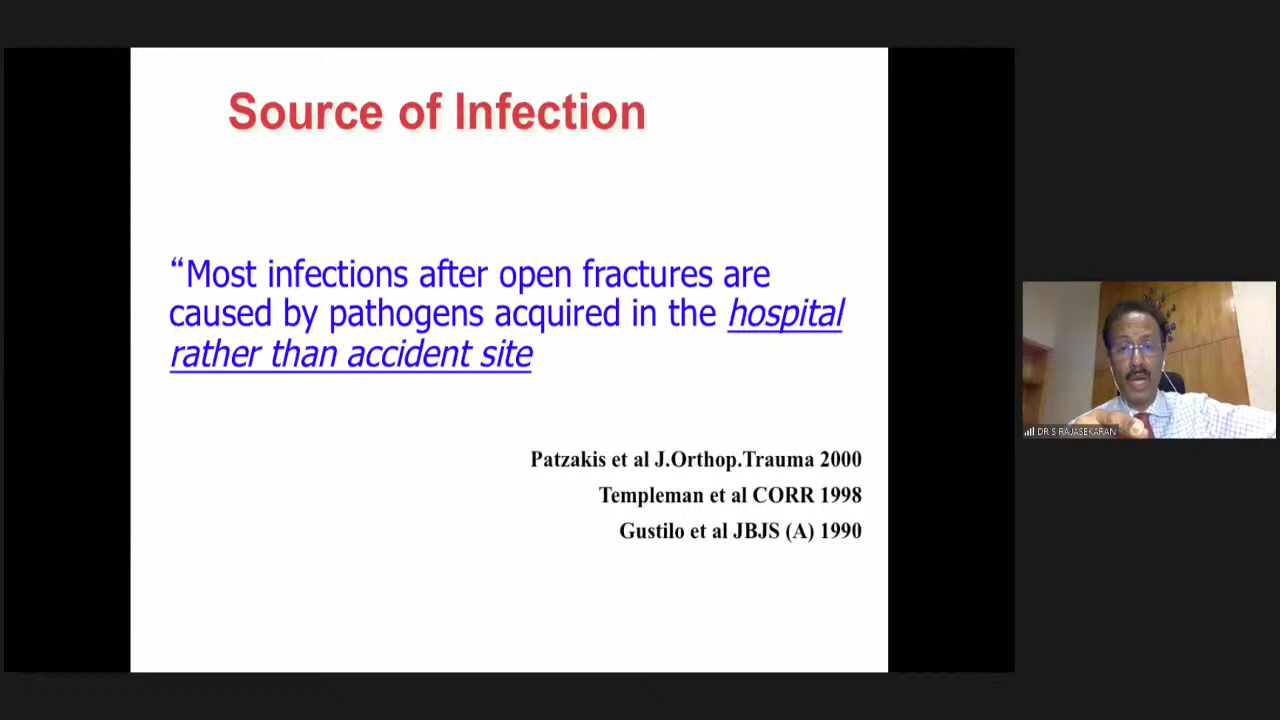 Source of Infection
“Most infections after open fractures are
caused by pathogens acquired in the hospital
rather than accident site
Patzakis et al J.Orthop.Trauma 2000
Templeman et al CORR 1998
Gustilo et al JBJS (A) 1990
DR S RAJASEKARAN